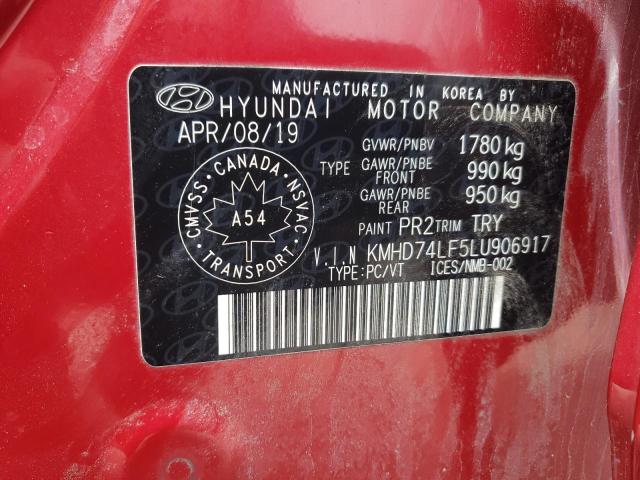 MANUFACTURED IN KOREA BY
HYUNDAI MOTOR COMPANY
APR/08/19
GVWR/PNBV 1780 kg
TYPE GAWR/PNBE FRONT 990 kg
GAWR/PNBE REAR 950 kg
PAINT PR2 TRIM TRY
V.I.N KMHD74LF5LU906917
TYPE:PC/VT ICES/NMB-002
CMVSS · CANADA · NSVAC
A 54
TRANSPORT